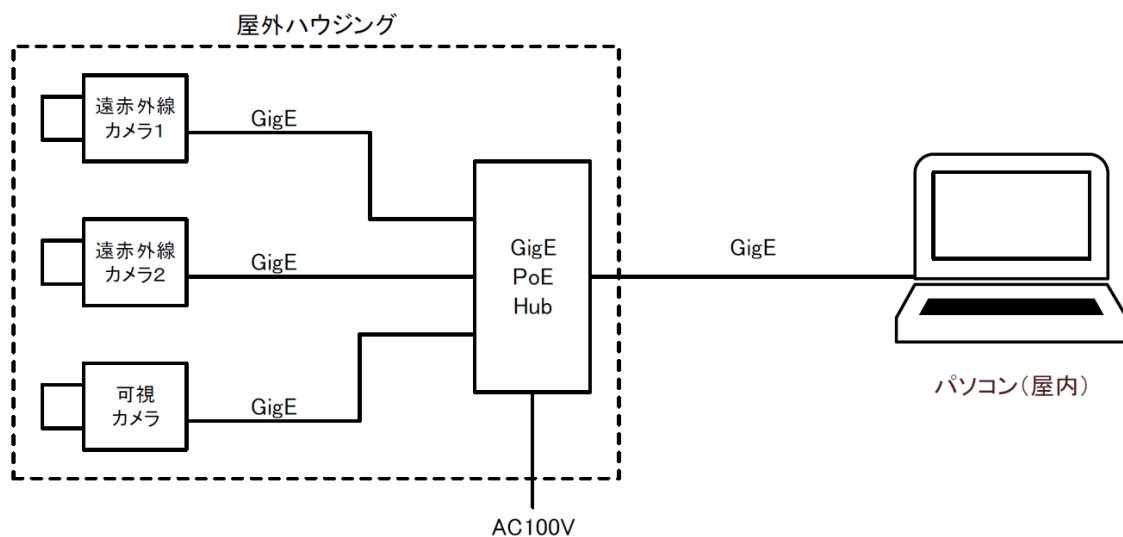 屋外ハウジング
遠赤外線
カメラ1
GigE
遠赤外線
カメラ2
GigE
可視
カメラ
GigE
GigE
PoE
Hub
GigE
AC100V
パソコン(屋内)